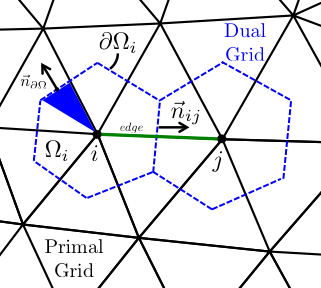 Dual
Grid
∂Ω_i
n⃗_∂Ω
n⃗_ij
edge
Ω_i
i
j
Primal
Grid